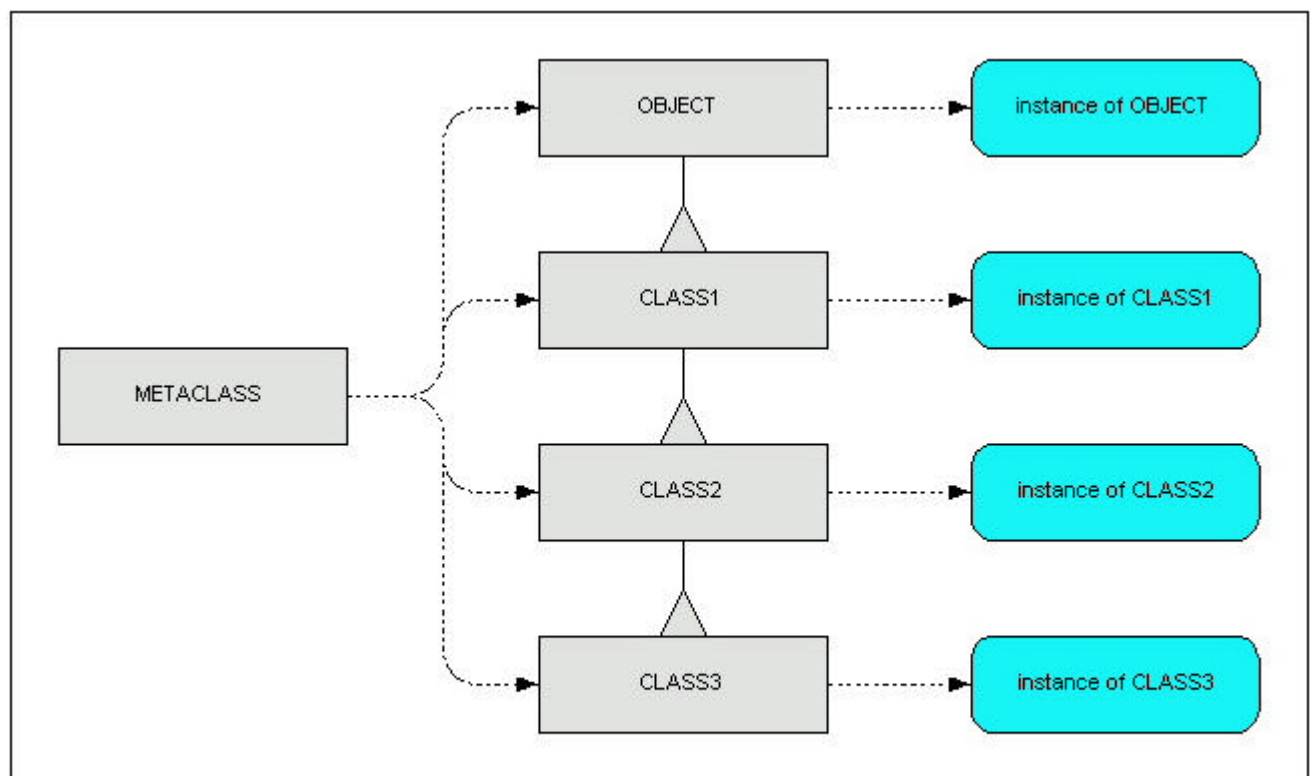 OBJECT
instance of OBJECT
CLASS1
instance of CLASS1
METACLASS
CLASS2
instance of CLASS2
CLASS3
instance of CLASS3